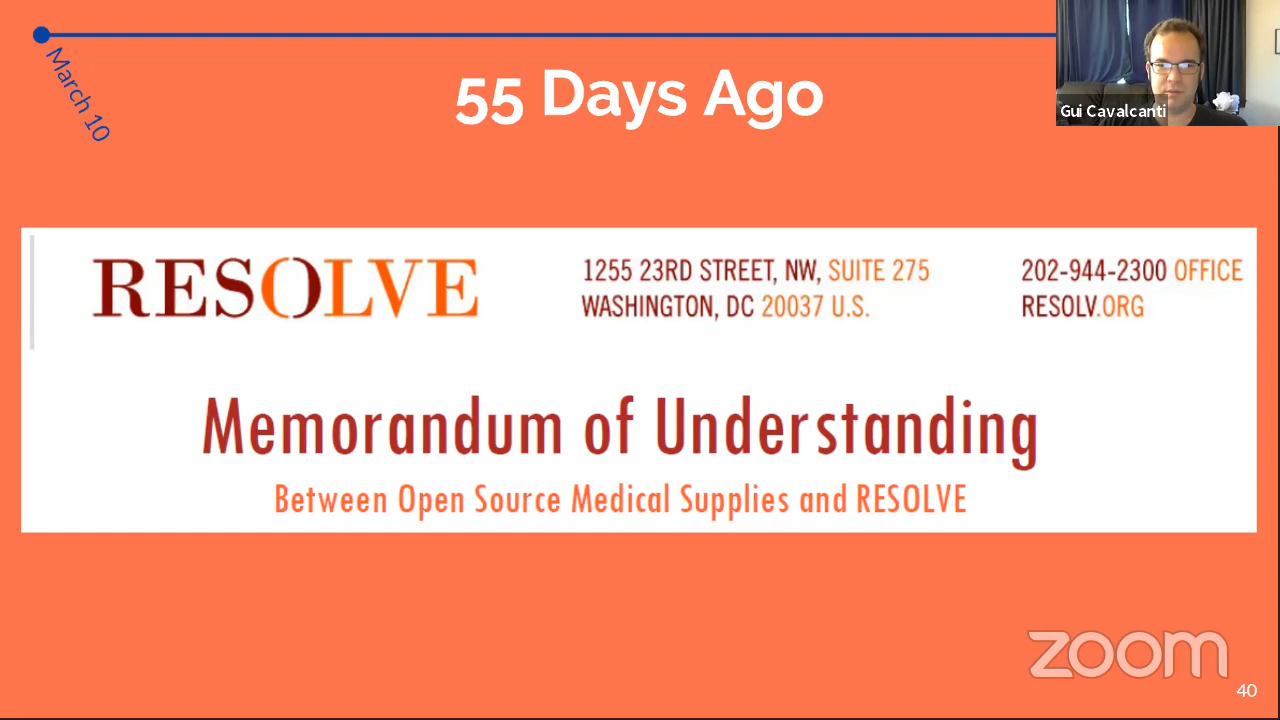 March 10
55 Days Ago
Gui Cavalcanti
RESOLVE
1255 23RD STREET, NW, SUITE 275
WASHINGTON, DC 20037 U.S.
202-944-2300 OFFICE
RESOLV.ORG
Memorandum of Understanding
Between Open Source Medical Supplies and RESOLVE
zoom
40